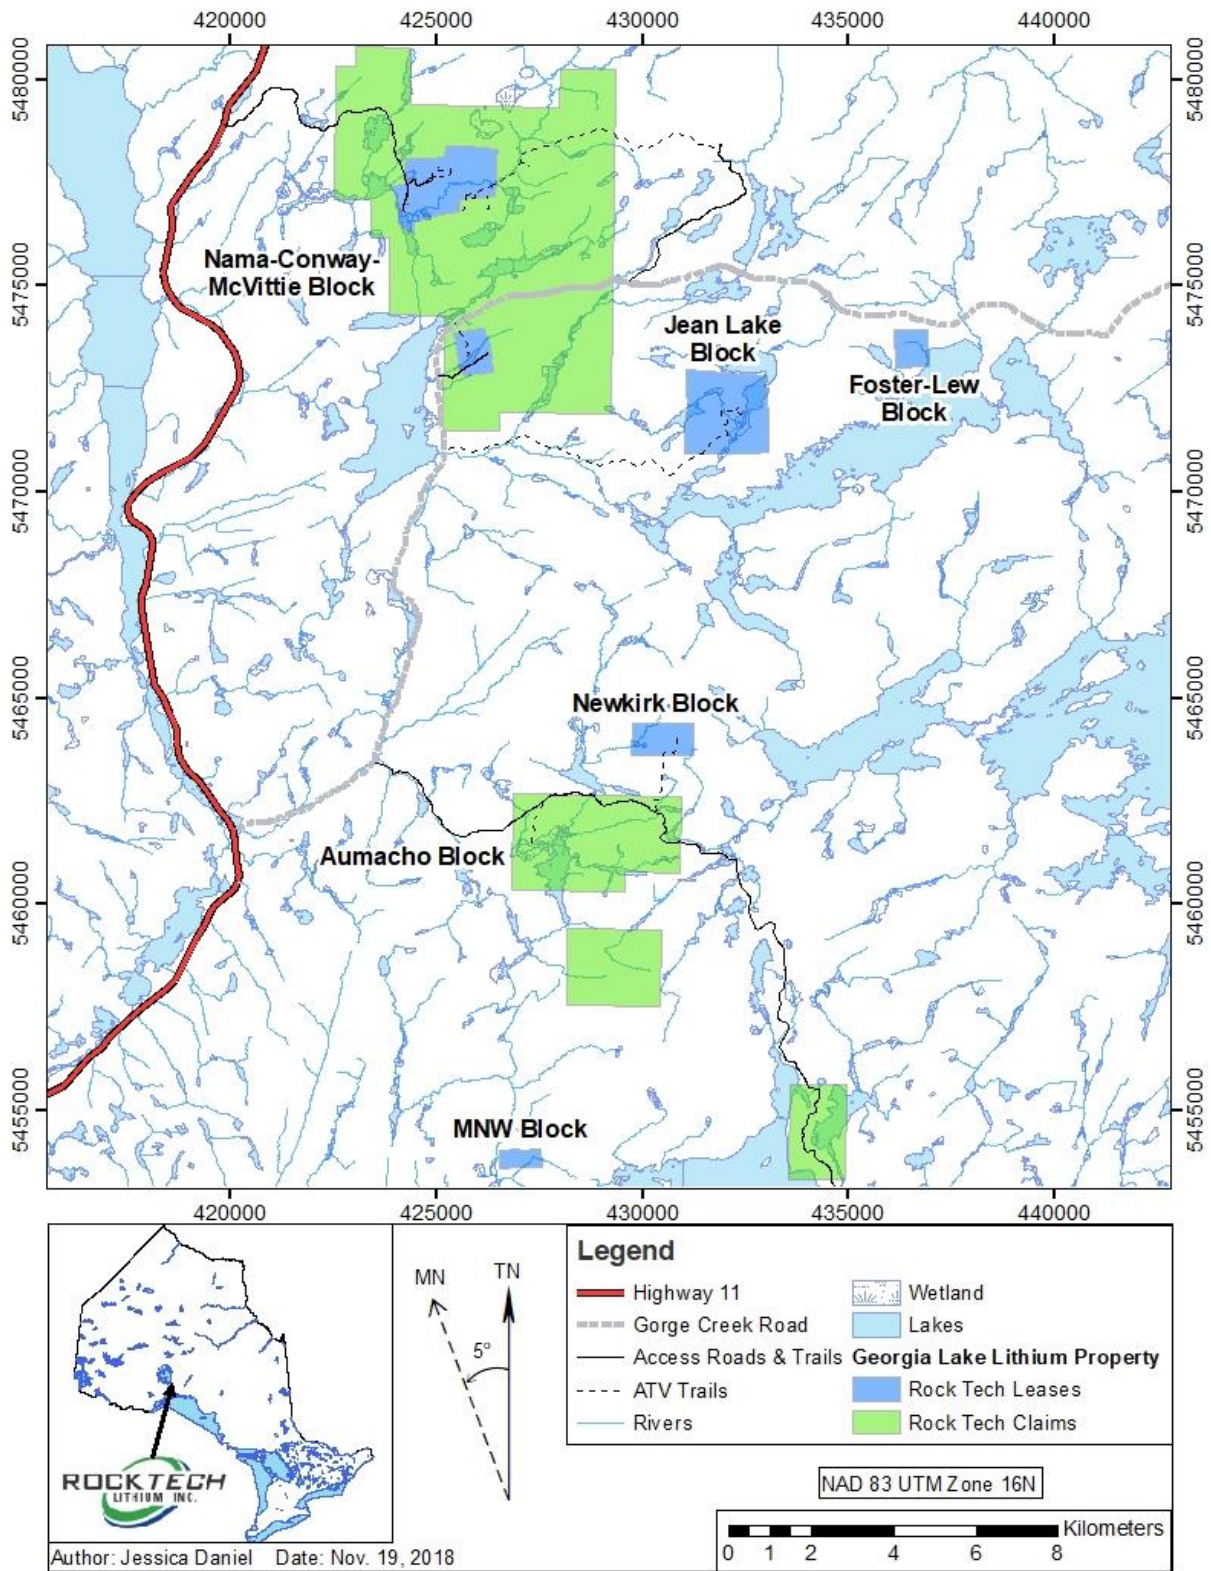 420000 425000 430000 435000 440000
5480000 5480000
Nama-Conway-
McVittie Block
5475000 5475000
Jean Lake
Block
Foster-Lew
Block
5470000 5470000
5465000 5465000
Newkirk Block
Aumacho Block
5460000 5460000
5455000 5455000
MNW Block
420000 425000 430000 435000 440000
MN TN
5°
Legend
Highway 11
Gorge Creek Road
Access Roads & Trails
ATV Trails
Rivers
Wetland
Lakes
Georgia Lake Lithium Property
Rock Tech Leases
Rock Tech Claims
ROCKTECH
LITHIUM INC.
NAD 83 UTM Zone 16N
Kilometers
0 1 2 4 6 8
Author: Jessica Daniel Date: Nov. 19, 2018